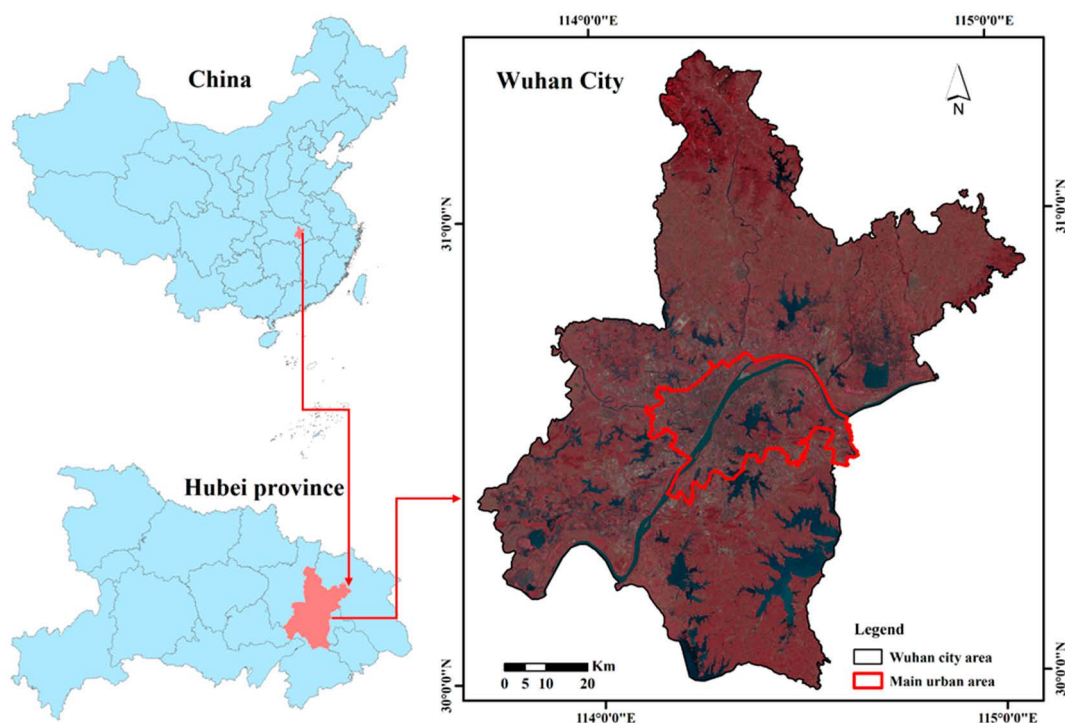 China
Hubei province
114°0'0"E
115°0'0"E
Wuhan City
N
31°0'0"N
31°0'0"N
30°0'0"N
30°0'0"N
Legend
Wuhan city area
Main urban area
Km
0 5 10 20
114°0'0"E
115°0'0"E